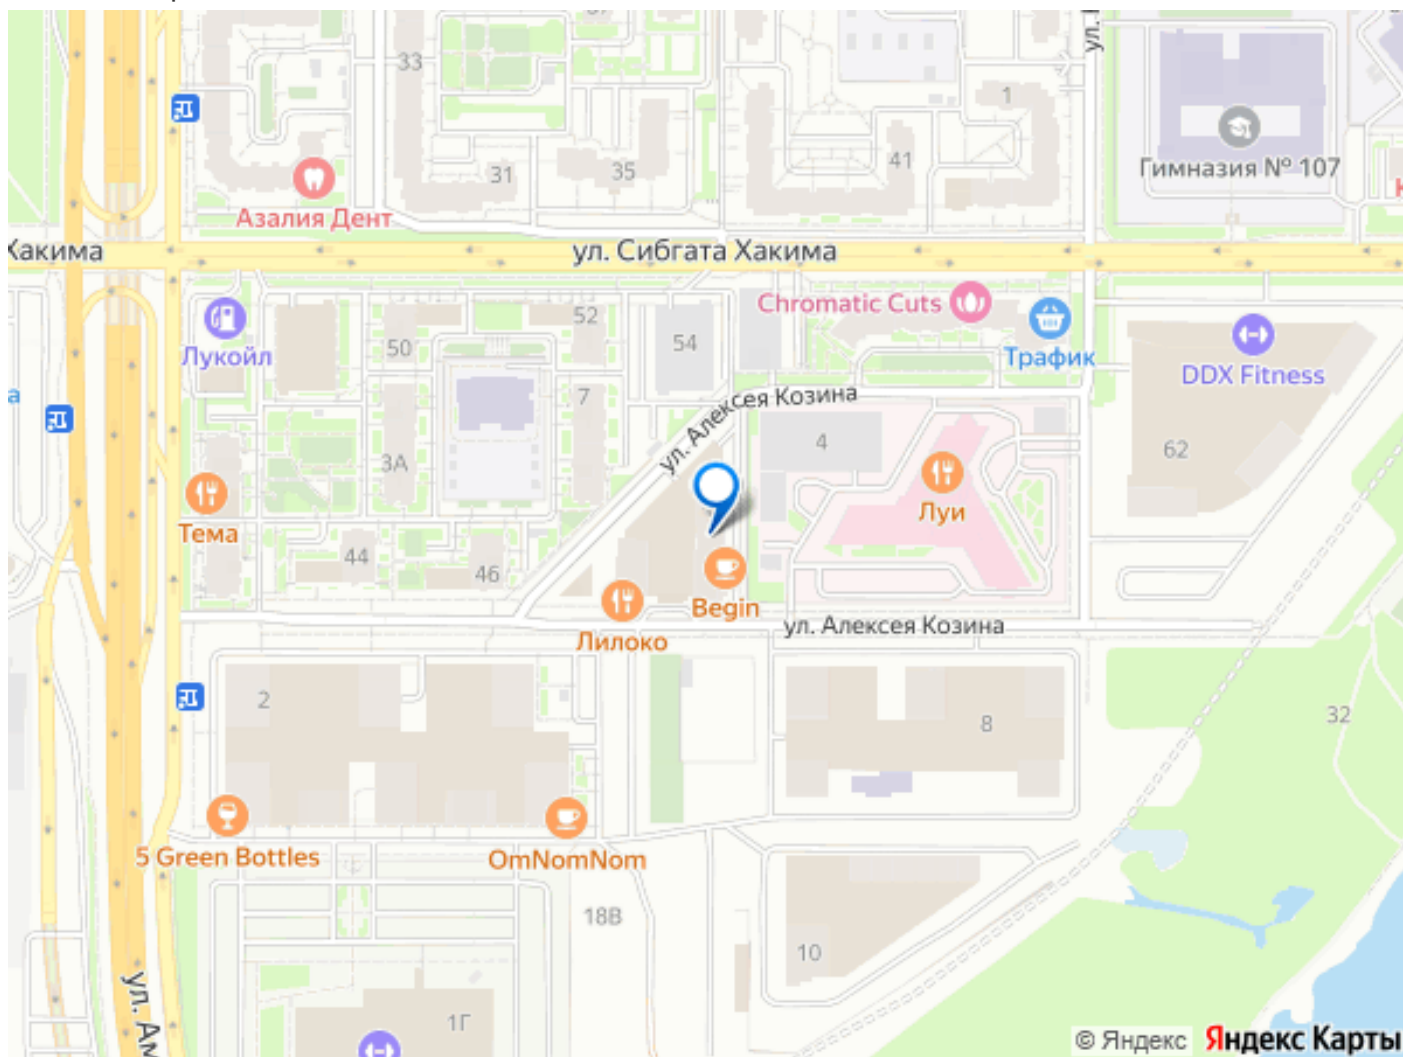 33
1
Гимназия № 107
41
31
35
Азалия Дент
Хакима
ул. Сибгата Хакима
Chromatic Cuts
52
Лукойл
50
54
Трафик
DDX Fitness
7
ул. Алексея Козина
4
62
3А
Луи
Тема
44
46
Begin
Лилоко
ул. Алексея Козина
2
8
32
5 Green Bottles
OmNomNom
18В
10
ул. Ам
1Г
© Яндекс Яндекс Карты